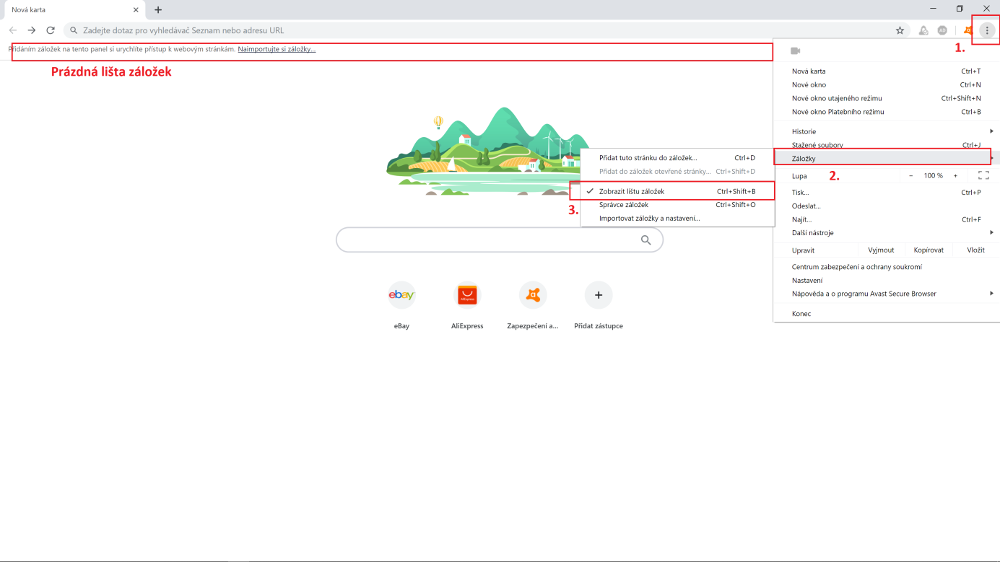 Nová karta
Zadejte dotaz pro vyhledávač Seznam nebo adresu URL
AD
1.
Přidáním záložek na tento panel si urychlíte přístup k webovým stránkám. Naimportujte si záložky...
Prázdná lišta záložek
Nová karta Ctrl+T
Nové okno Ctrl+N
Nové okno utajeného režimu Ctrl+Shift+N
Nové okno Platebního režimu Ctrl+B
Historie
Stažené soubory Ctrl+J
Záložky
2.
Lupa − 100 % +
Tisk... Ctrl+P
Odeslat...
Najít... Ctrl+F
Další nástroje
Upravit Vyjmout Kopírovat Vložit
Centrum zabezpečení a ochrany soukromí
Nastavení
Nápověda a o programu Avast Secure Browser
Konec
Přidat tuto stránku do záložek... Ctrl+D
Přidat do záložek otevřené stránky... Ctrl+Shift+D
Zobrazit lištu záložek Ctrl+Shift+B
3.
Správce záložek Ctrl+Shift+O
Importovat záložky a nastavení...
ebay
AliExpress
eBay
AliExpress
Zapezpečení a...
Přidat zástupce